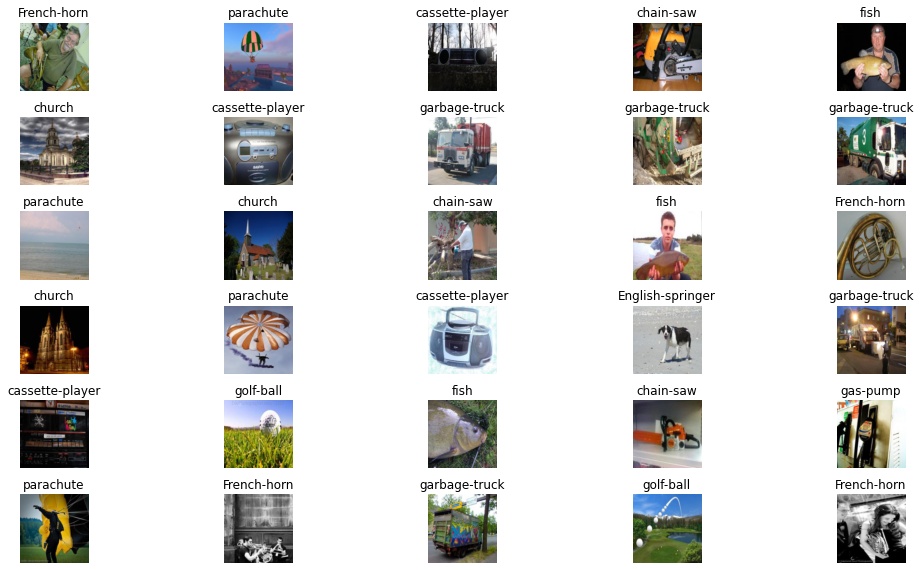 French-horn parachute cassette-player chain-saw fish
church cassette-player garbage-truck garbage-truck garbage-truck
parachute church chain-saw fish French-horn
church parachute cassette-player English-springer garbage-truck
cassette-player golf-ball fish chain-saw gas-pump
parachute French-horn garbage-truck golf-ball French-horn